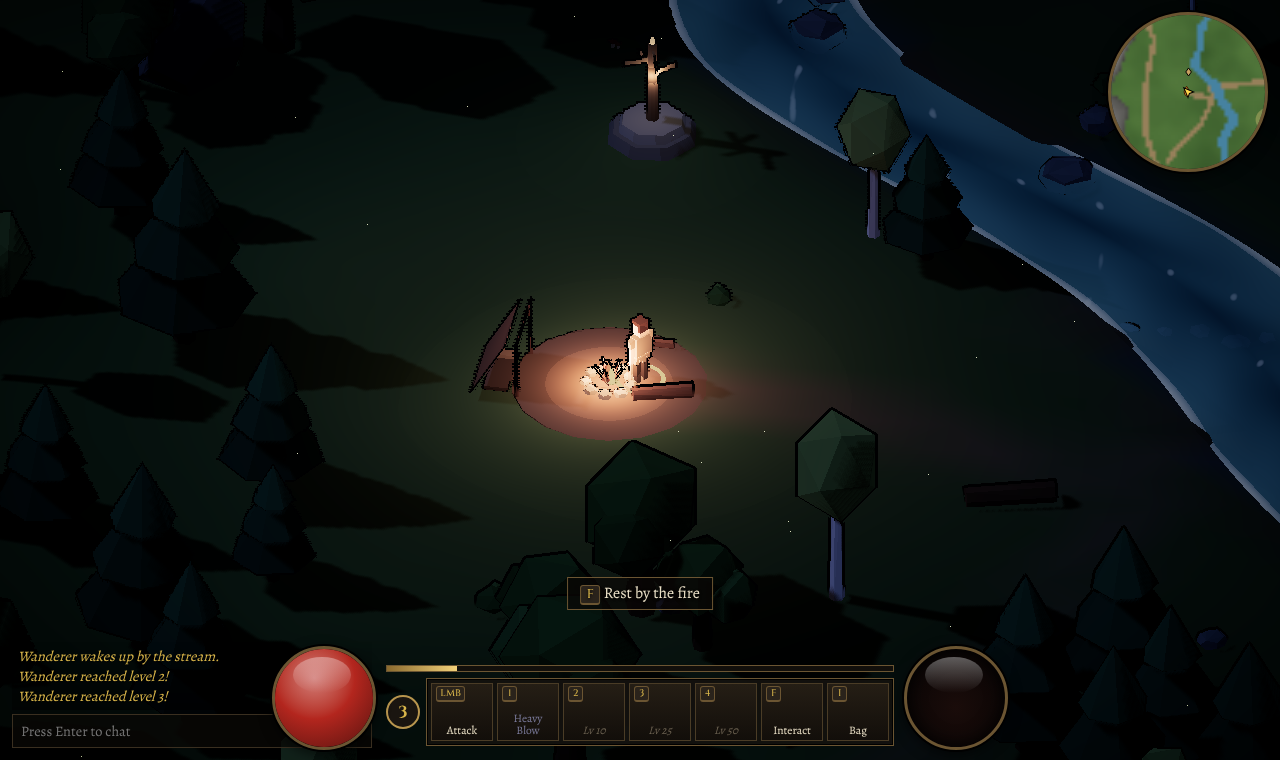 F Rest by the fire
Wanderer wakes up by the stream.
Wanderer reached level 2!
Wanderer reached level 3!
Press Enter to chat
3
LMB
Attack
1
Heavy
Blow
2
Lv 10
3
Lv 25
4
Lv 50
F
Interact
I
Bag